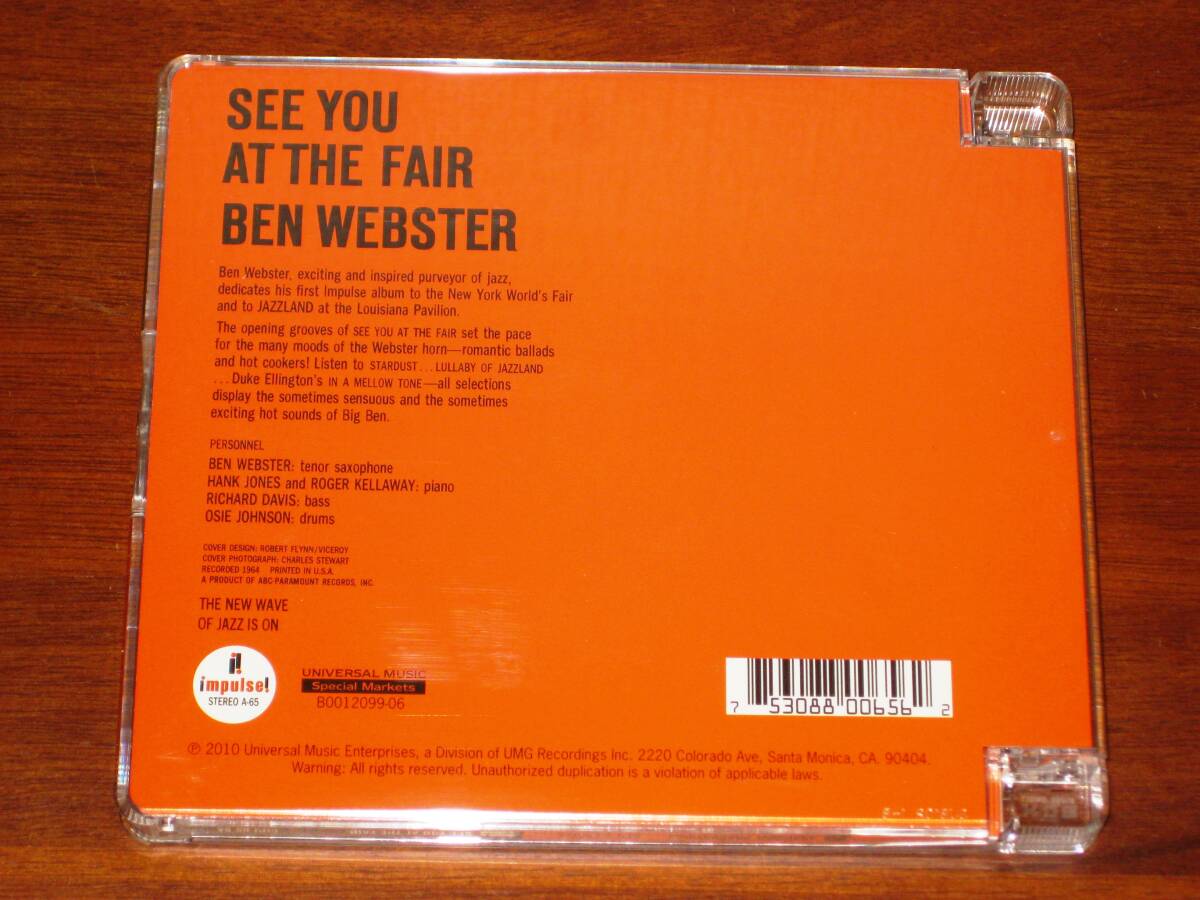 SEE YOU
AT THE FAIR
BEN WEBSTER
Ben Webster, exciting and inspired purveyor of jazz,
dedicates his first Impulse album to the New York World's Fair
and to JAZZLAND at the Louisiana Pavilion.
The opening grooves of SEE YOU AT THE FAIR set the pace
for the many moods of the Webster horn—romantic ballads
and hot cookers! Listen to STARDUST... LULLABY OF JAZZLAND
...Duke Ellington's IN A MELLOW TONE—all selections
display the sometimes sensuous and the sometimes
exciting hot sounds of Big Ben.
PERSONNEL
BEN WEBSTER: tenor saxophone
HANK JONES and ROGER KELLAWAY: piano
RICHARD DAVIS: bass
OSIE JOHNSON: drums
COVER DESIGN: ROBERT FLYNN/VICEROY
COVER PHOTOGRAPH: CHARLES STEWART
RECORDED 1964 PRINTED IN U.S.A.
A PRODUCT OF ABC-PARAMOUNT RECORDS, INC.
THE NEW WAVE
OF JAZZ IS ON
impulse!
STEREO A-65
UNIVERSAL MUSIC
Special Markets
B0012099-06
7 53088 00656 2
℗ 2010 Universal Music Enterprises, a Division of UMG Recordings Inc. 2220 Colorado Ave, Santa Monica, CA. 90404.
Warning: All rights reserved. Unauthorized duplication is a violation of applicable laws.